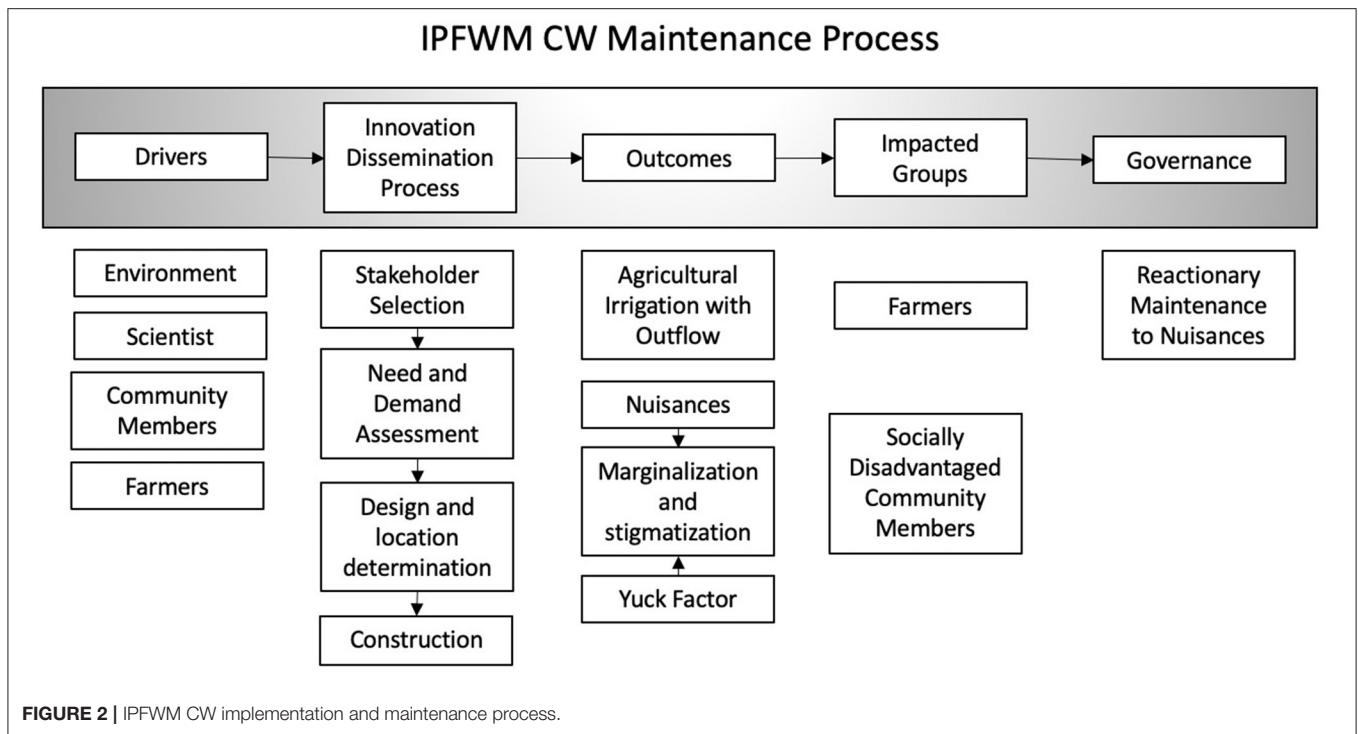 IPFWM CW Maintenance Process
Drivers
Innovation
Dissemination
Process
Outcomes
Impacted
Groups
Governance
Environment
Scientist
Community
Members
Farmers
Stakeholder
Selection
Need and
Demand
Assessment
Design and
location
determination
Construction
Agricultural
Irrigation with
Outflow
Nuisances
Marginalization
and
stigmatization
Yuck Factor
Farmers
Socially
Disadvantaged
Community
Members
Reactionary
Maintenance
to Nuisances
FIGURE 2 | IPFWM CW implementation and maintenance process.